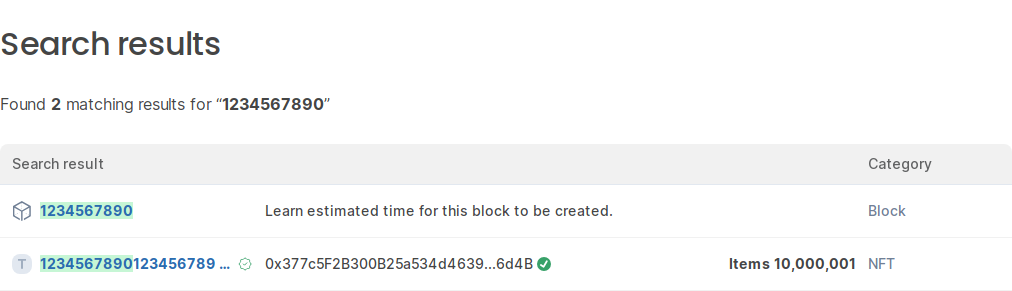 Search results
Found 2 matching results for “1234567890”
Search result Category
1234567890 Learn estimated time for this block to be created. Block
T 1234567890123456789 ... 0x377c5F2B300B25a534d4639...6d4B Items 10,000,001 NFT